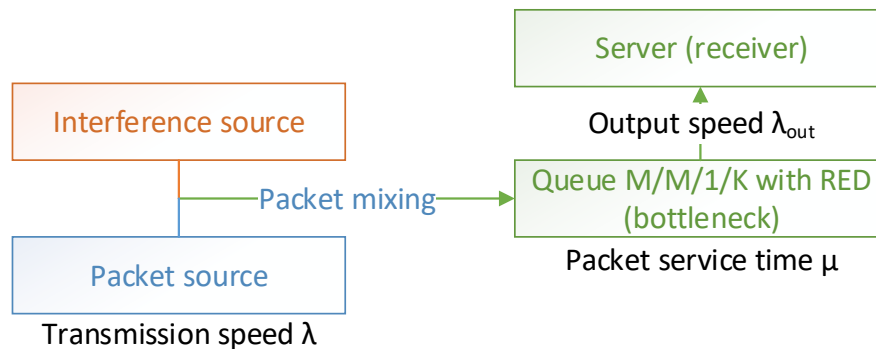 Server (receiver)
Interference source
Output speed λout
Packet mixing
Queue M/M/1/K with RED
(bottleneck)
Packet source
Packet service time μ
Transmission speed λ